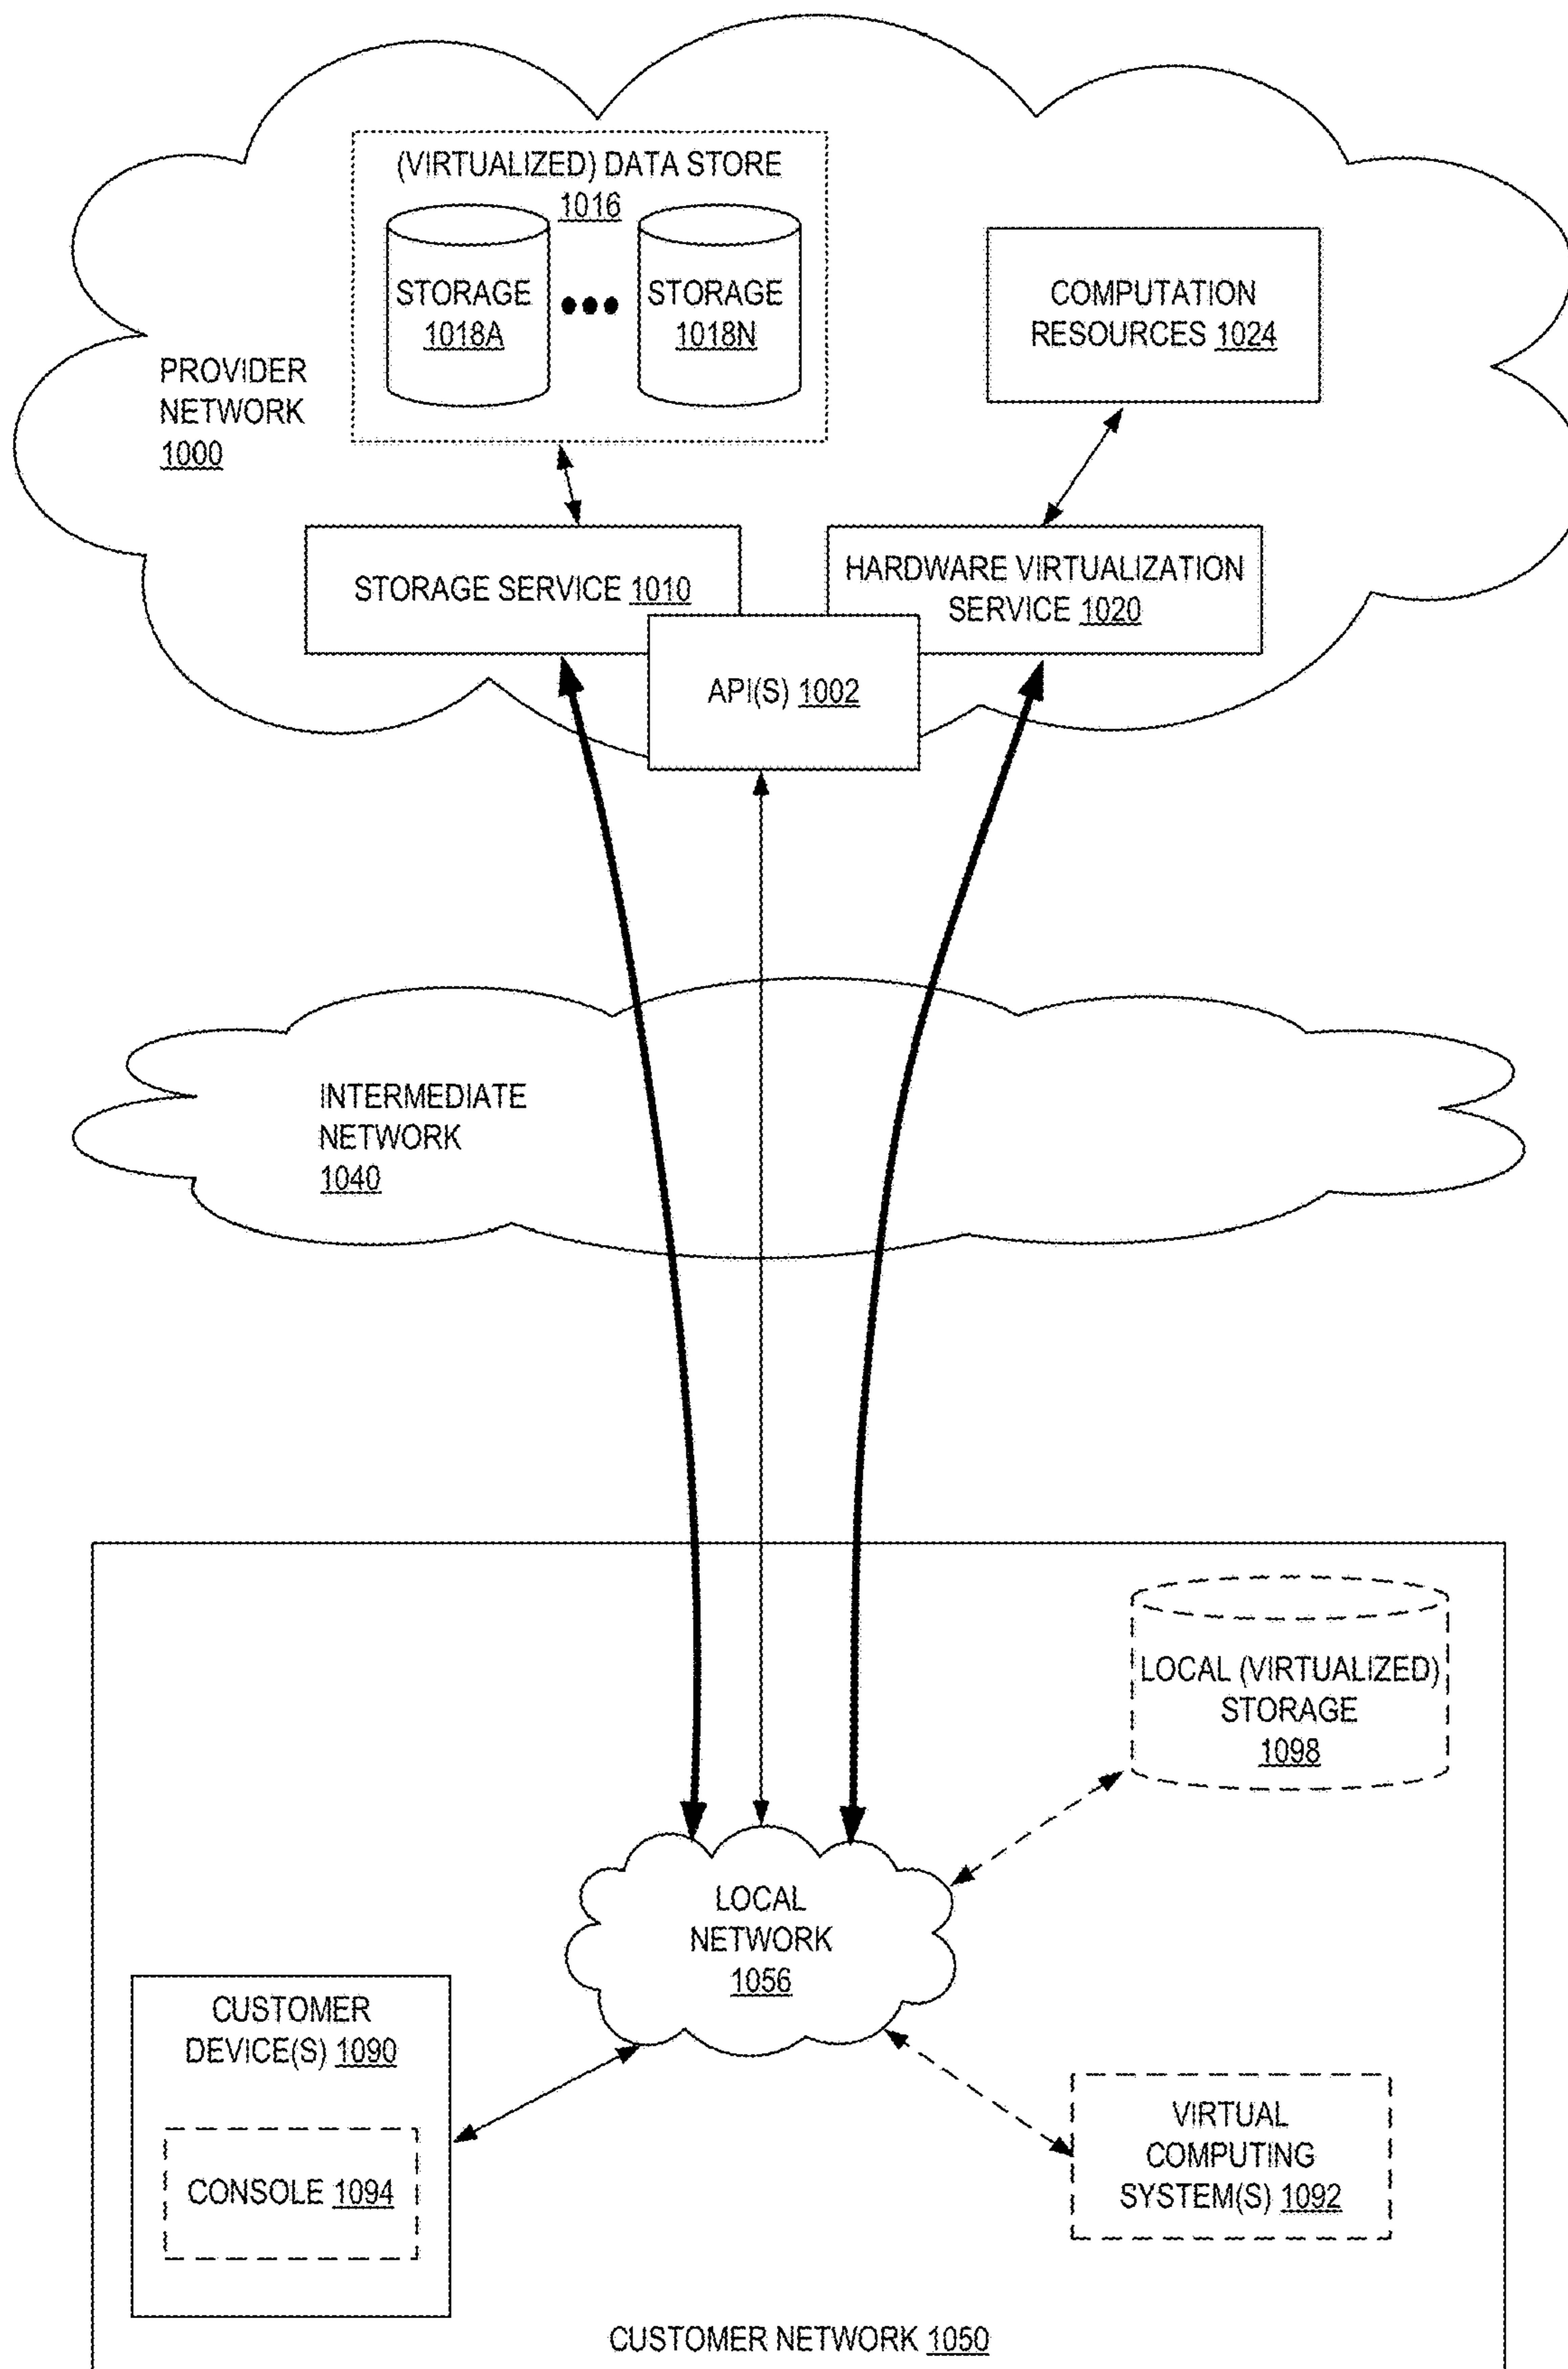 (VIRTUALIZED) DATA STORE
1016
STORAGE
1018A
STORAGE
1018N
COMPUTATION
RESOURCES 1024
PROVIDER
NETWORK
1000
STORAGE SERVICE 1010
HARDWARE VIRTUALIZATION
SERVICE 1020
API(S) 1002
INTERMEDIATE
NETWORK
1040
LOCAL (VIRTUALIZED)
STORAGE
1098
LOCAL
NETWORK
1056
CUSTOMER
DEVICE(S) 1090
CONSOLE 1094
VIRTUAL
COMPUTING
SYSTEM(S) 1092
CUSTOMER NETWORK 1050